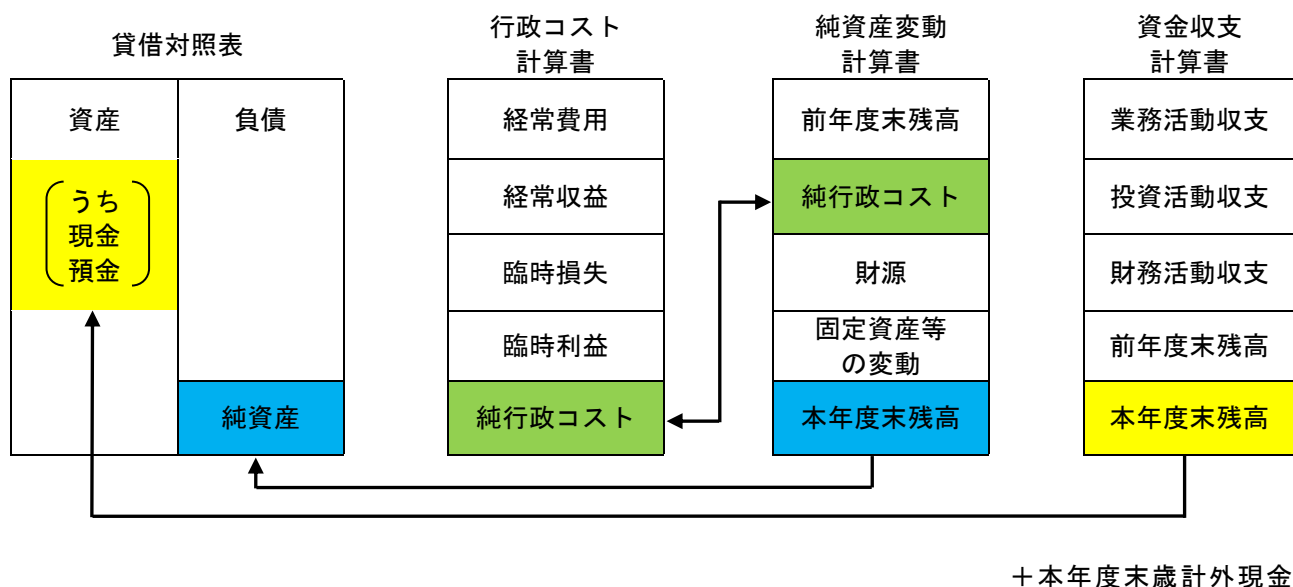 貸借対照表
資産
負債
うち
現金
預金
純資産
行政コスト
計算書
経常費用
経常収益
臨時損失
臨時利益
純行政コスト
純資産変動
計算書
前年度末残高
純行政コスト
財源
固定資産等
の変動
本年度末残高
資金収支
計算書
業務活動収支
投資活動収支
財務活動収支
前年度末残高
本年度末残高
＋本年度末歳計外現金